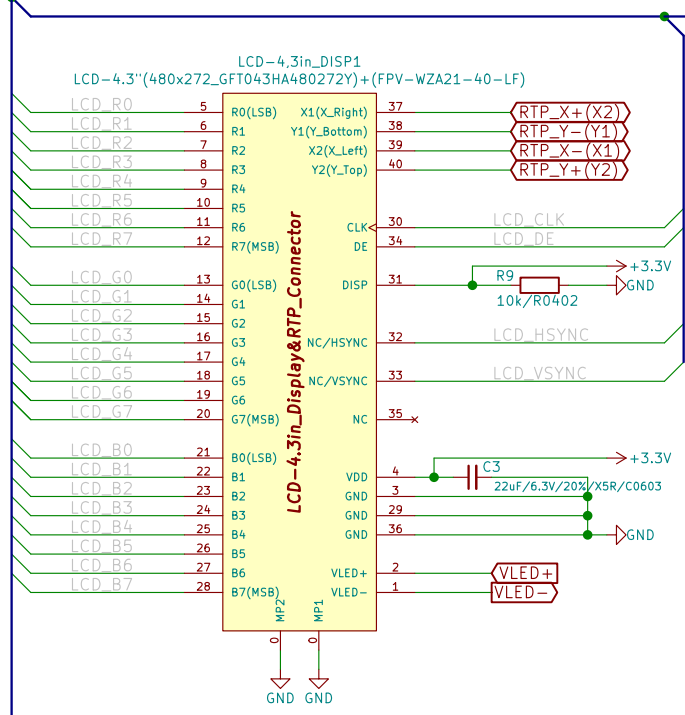 LCD-4,3in_DISP1
LCD-4.3''(480x272_GFT043HA480272Y)+(FPV-WZA21-40-LF)
LCD_R0 5 R0(LSB) X1(X_Right) 37 RTP_X+(X2)
LCD_R1 6 R1 Y1(Y_Bottom) 38 RTP_Y-(Y1)
LCD_R2 7 R2 X2(X_Left) 39 RTP_X-(X1)
LCD_R3 8 R3 Y2(Y_Top) 40 RTP_Y+(Y2)
LCD_R4 9 R4
LCD_R5 10 R5
LCD_R6 11 R6 CLK 30 LCD_CLK
LCD_R7 12 R7(MSB) DE 34 LCD_DE
+3.3V
LCD_G0 13 G0(LSB) DISP 31 R9 GND
10k/R0402
LCD_G1 14 G1
LCD_G2 15 G2
LCD_G3 16 G3 NC/HSYNC 32 LCD_HSYNC
LCD_G4 17 G4
LCD_G5 18 G5 NC/VSYNC 33 LCD_VSYNC
LCD_G6 19 G6
LCD_G7 20 G7(MSB) NC 35
LCD-4.3in_Display&RTP_Connector
LCD_B0 21 B0(LSB) +3.3V
LCD_B1 22 B1 VDD 4 C3
22uF/6.3V/20%/X5R/C0603
LCD_B2 23 B2 GND 3
LCD_B3 24 B3 GND 29
LCD_B4 25 B4 GND 36 GND
LCD_B5 26 B5
LCD_B6 27 B6 VLED+ 2 VLED+
LCD_B7 28 B7(MSB) VLED- 1 VLED-
MP2 MP1
0 0
GND GND